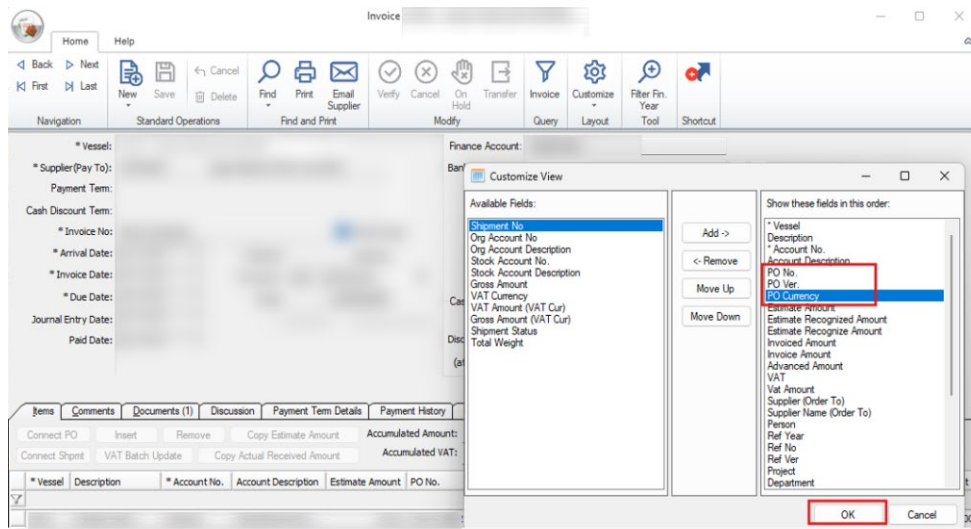 Invoice
Home Help
Back Next
First Last
Navigation
New Save Cancel Delete
Standard Operations
Find Print Email Supplier
Find and Print
Verify Cancel On Hold Transfer
Modify
Invoice
Query
Customize
Layout
Filter Fin. Year
Tool
Shortcut
* Vessel:
* Supplier(Pay To):
Payment Term:
Cash Discount Term:
* Invoice No:
* Arrival Date:
* Invoice Date:
* Due Date:
Journal Entry Date:
Paid Date:
Finance Account:
Customize View
Available Fields:
Shipment No
Org Account No
Org Account Description
Stock Account No.
Stock Account Description
Gross Amount
VAT Currency
VAT Amount (VAT Cur)
Gross Amount (VAT Cur)
Shipment Status
Total Weight
Add ->
<- Remove
Move Up
Move Down
Show these fields in this order:
* Vessel
Description
* Account No.
Account Description
PO No.
PO Ver.
PO Currency
Estimate Amount
Estimate Recognized Amount
Estimate Recognize Amount
Invoiced Amount
Invoice Amount
Advanced Amount
VAT
Vat Amount
Supplier (Order To)
Supplier Name (Order To)
Person
Ref Year
Ref No
Ref Ver
Project
Department
OK Cancel
Items Comments Documents (1) Discussion Payment Term Details Payment History
Connect PO Insert Remove Copy Estimate Amount Accumulated Amount:
Connect Shpmt VAT Batch Update Copy Actual Received Amount Accumulated VAT:
* Vessel Description * Account No. Account Description Estimate Amount PO No.